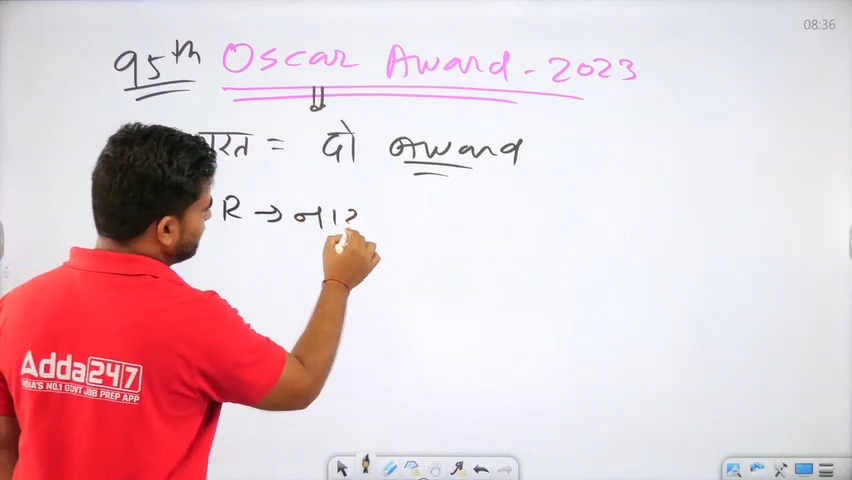 08:36
95th Oscar Award - 2023
रत = दो Award
R → नार
Adda247
INDIA'S NO.1 GOVT JOB PREP APP